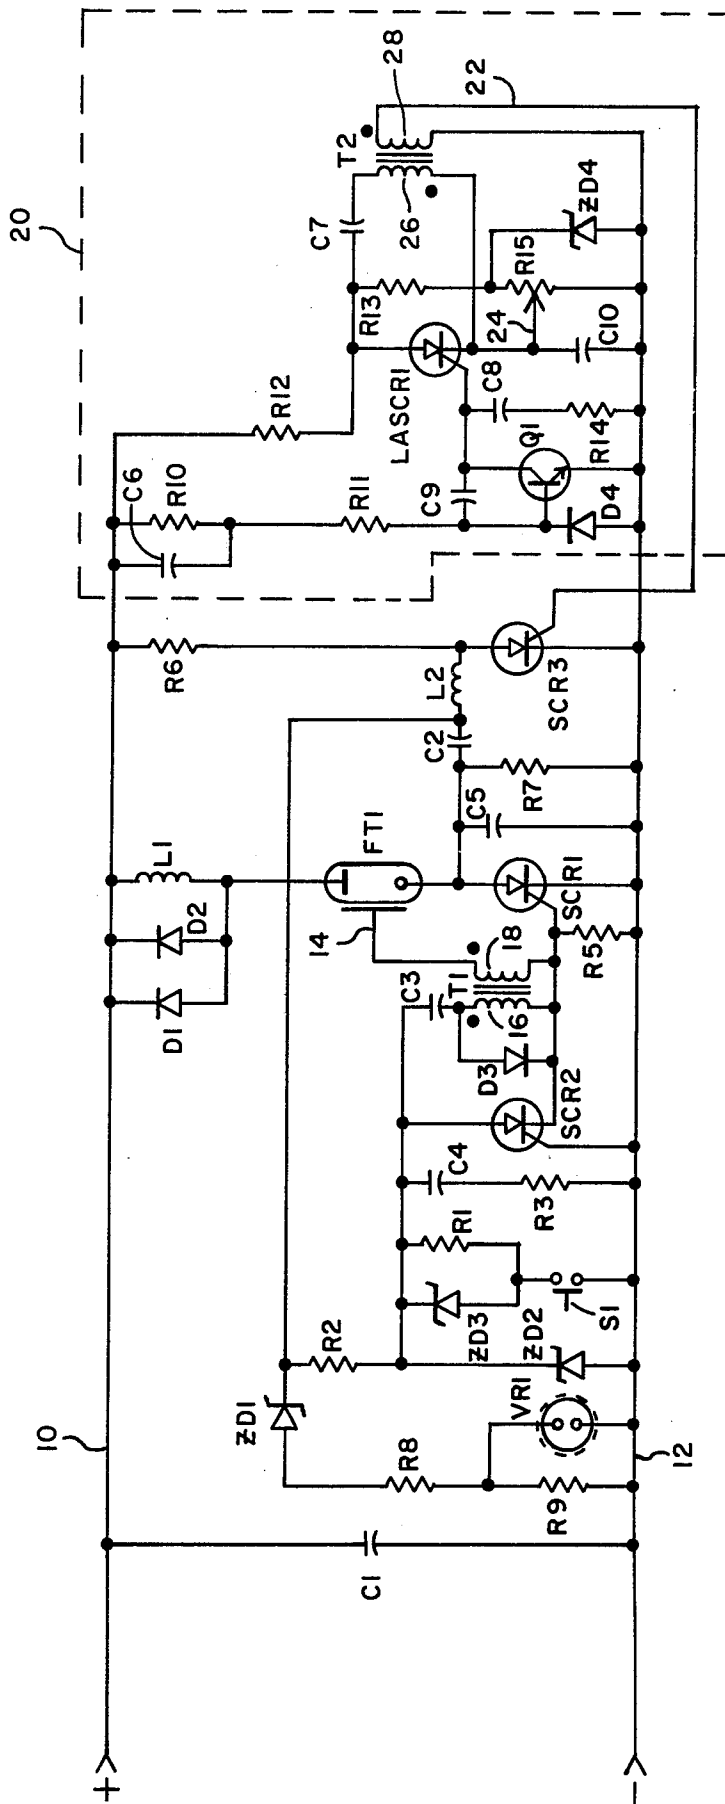 20
10
+
-
12
C1
ZD1
R8
R9
VR1
R2
ZD2
ZD3
S1
R1
R3
C4
SCR2
D3
C3
T1
16
18
14
D1
D2
L1
FT1
R5
SCR1
C5
R7
C2
L2
R6
SCR3
C6
R10
R11
R12
C9
Q1
D4
R14
C8
LASCR1
R13
C7
T2
26
28
22
24
R15
C10
ZD4